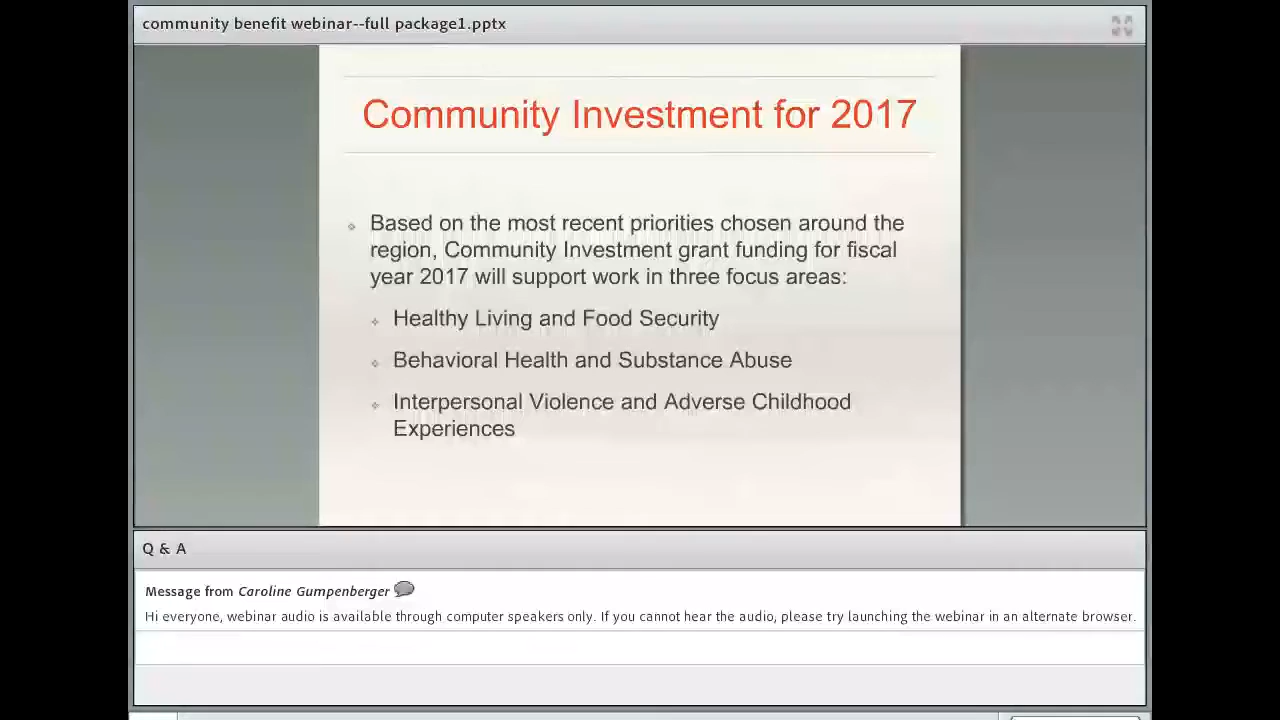 community benefit webinar--full package1.pptx
Community Investment for 2017
Based on the most recent priorities chosen around the
region, Community Investment grant funding for fiscal
year 2017 will support work in three focus areas:
Healthy Living and Food Security
Behavioral Health and Substance Abuse
Interpersonal Violence and Adverse Childhood
Experiences
Q & A
Message from Caroline Gumpenberger
Hi everyone, webinar audio is available through computer speakers only. If you cannot hear the audio, please try launching the webinar in an alternate browser.